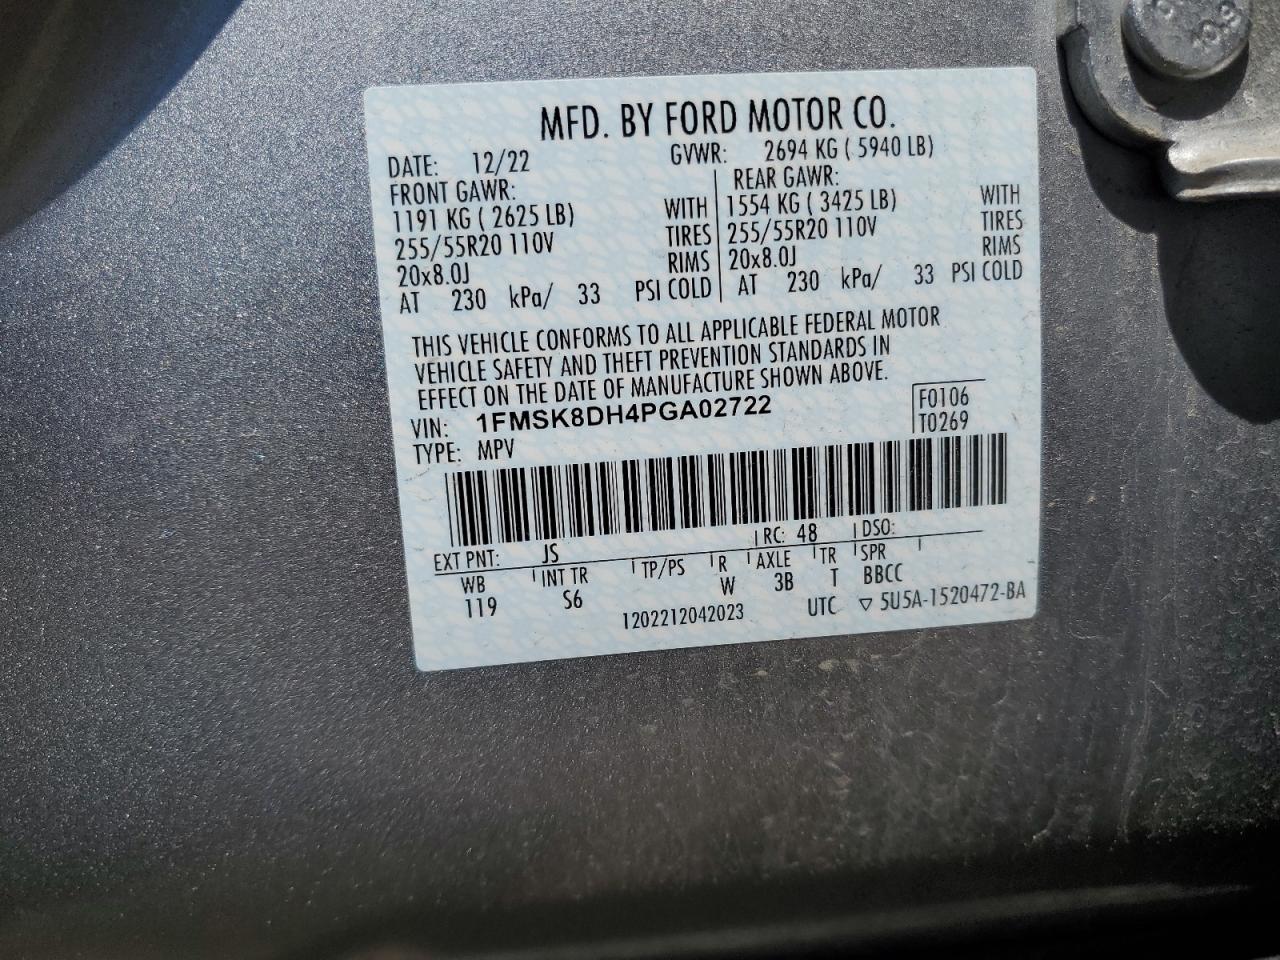 10.9
MFD. BY FORD MOTOR CO.
DATE: 12/22 GVWR: 2694 KG ( 5940 LB)
FRONT GAWR: REAR GAWR:
1191 KG ( 2625 LB) WITH 1554 KG ( 3425 LB) WITH
255/55R20 110V TIRES 255/55R20 110V TIRES
20x8.0J RIMS 20x8.0J RIMS
AT 230 kPa/ 33 PSI COLD AT 230 kPa/ 33 PSI COLD
THIS VEHICLE CONFORMS TO ALL APPLICABLE FEDERAL MOTOR
VEHICLE SAFETY AND THEFT PREVENTION STANDARDS IN
EFFECT ON THE DATE OF MANUFACTURE SHOWN ABOVE.
VIN: 1FMSK8DH4PGA02722 F0106
TYPE: MPV T0269
EXT PNT: JS RC: 48 DSO:
WB INT TR TP/PS R AXLE TR SPR
119 S6 W 3B T BBCC
1202212042023 UTC ▽ 5U5A-1520472-BA